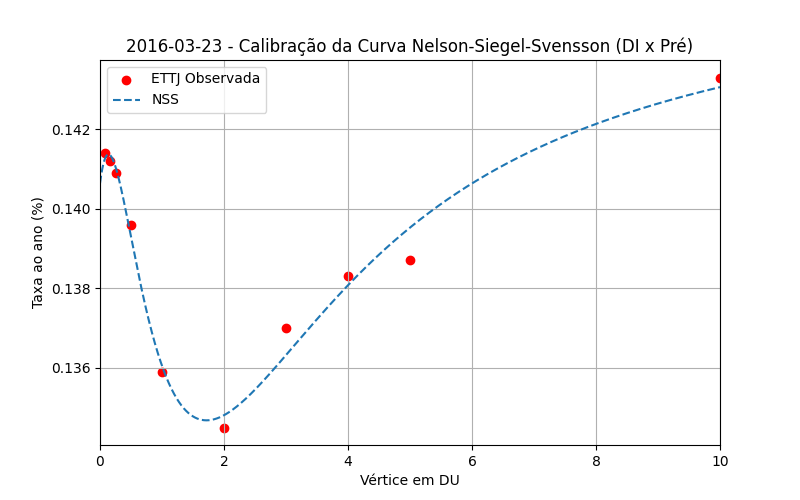 2016-03-23 - Calibração da Curva Nelson-Siegel-Svensson (DI x Pré)
ETTJ Observada
NSS
Taxa ao ano (%)
0.142
0.140
0.138
0.136
0 2 4 6 8 10
Vértice em DU